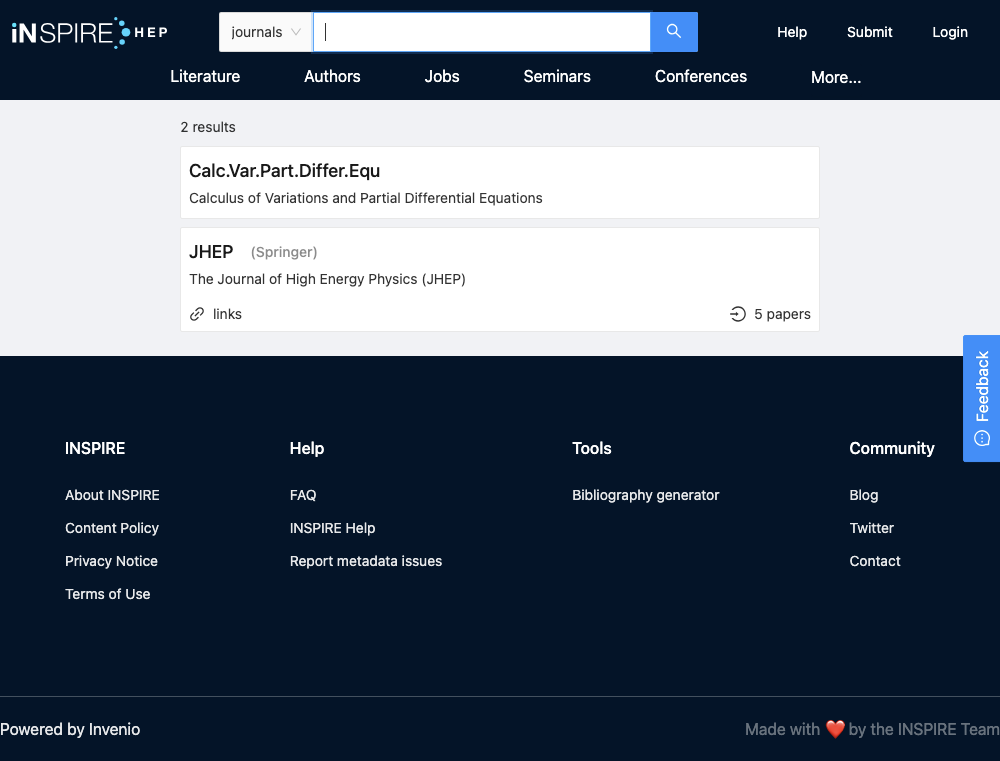 iNSPIRE HEP
journals
Help Submit Login
Literature Authors Jobs Seminars Conferences More...
2 results
Calc.Var.Part.Differ.Equ
Calculus of Variations and Partial Differential Equations
JHEP (Springer)
The Journal of High Energy Physics (JHEP)
links 5 papers
Feedback
INSPIRE Help Tools Community
About INSPIRE FAQ Bibliography generator Blog
Content Policy INSPIRE Help Twitter
Privacy Notice Report metadata issues Contact
Terms of Use
Powered by Invenio Made with ❤️ by the INSPIRE Team